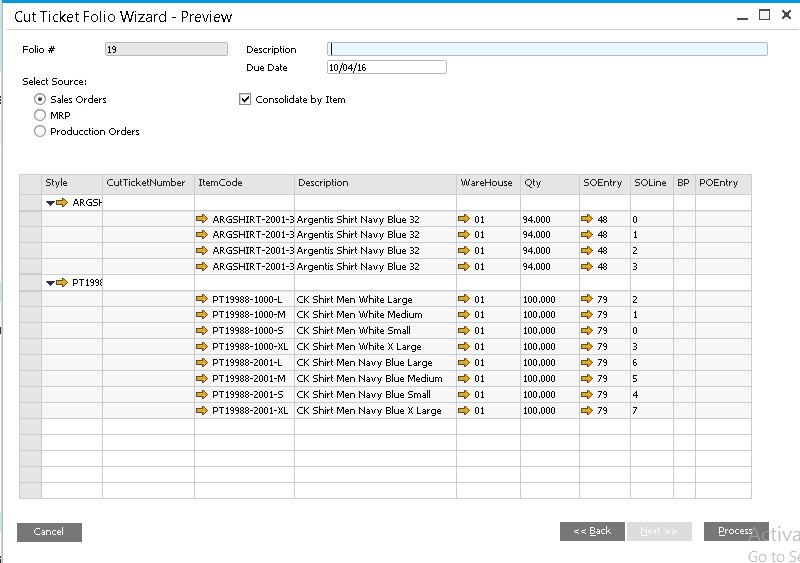 Cut Ticket Folio Wizard - Preview
Folio # 19 Description
Due Date 10/04/16
Select Source:
Sales Orders Consolidate by Item
MRP
Producction Orders
Style CutTicketNumber ItemCode Description WareHouse Qty SOEntry SOLine BP POEntry
ARGSH
ARGSHIRT-2001-3 Argentis Shirt Navy Blue 32 01 94.000 48 0
ARGSHIRT-2001-3 Argentis Shirt Navy Blue 32 01 94.000 48 1
ARGSHIRT-2001-3 Argentis Shirt Navy Blue 32 01 94.000 48 2
ARGSHIRT-2001-3 Argentis Shirt Navy Blue 32 01 94.000 48 3
PT1998
PT19988-1000-L CK Shirt Men White Large 01 100.000 79 2
PT19988-1000-M CK Shirt Men White Medium 01 100.000 79 1
PT19988-1000-S CK Shirt Men White Small 01 100.000 79 0
PT19988-1000-XL CK Shirt Men White X Large 01 100.000 79 3
PT19988-2001-L CK Shirt Men Navy Blue Large 01 100.000 79 6
PT19988-2001-M CK Shirt Men Navy Blue Medium 01 100.000 79 5
PT19988-2001-S CK Shirt Men Navy Blue Small 01 100.000 79 4
PT19988-2001-XL CK Shirt Men Navy Blue X Large 01 100.000 79 7
Cancel << Back Next >> Process
Activa
Go to Se